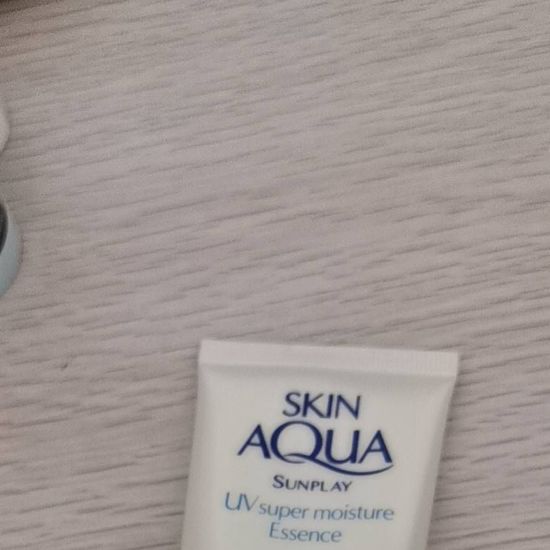 SKIN
AQUA
SUNPLAY
UV super moisture
Essence